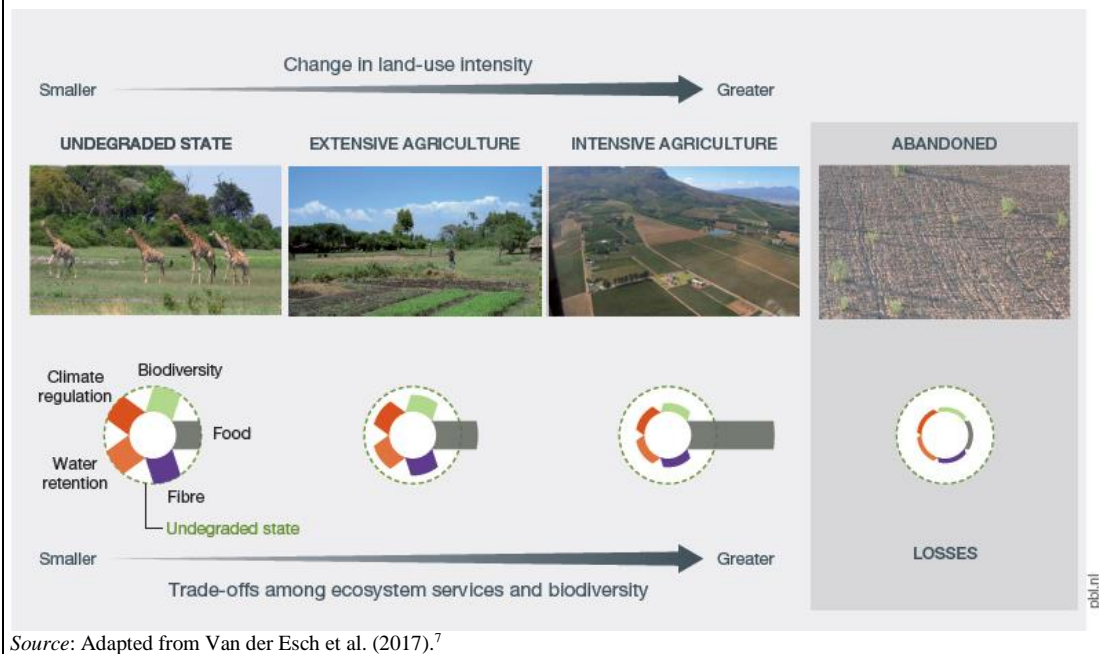 Change in land-use intensity
Smaller
Greater
UNDEGRADED STATE
EXTENSIVE AGRICULTURE
INTENSIVE AGRICULTURE
ABANDONED
Climate
regulation
Biodiversity
Food
Water
retention
Fibre
Undegraded state
Smaller
Greater
LOSSES
Trade-offs among ecosystem services and biodiversity
pbl.nl
Source: Adapted from Van der Esch et al. (2017).7